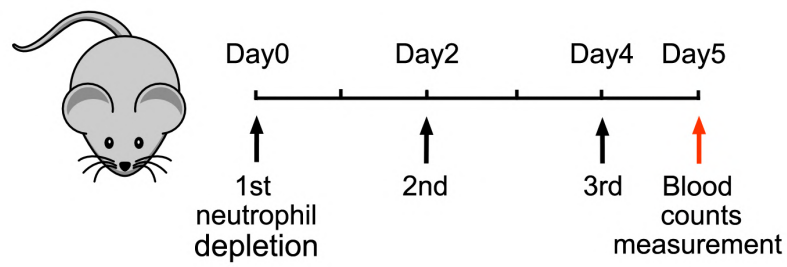 Day0 Day2 Day4 Day5
1st 2nd 3rd Blood
neutrophil counts
depletion measurement